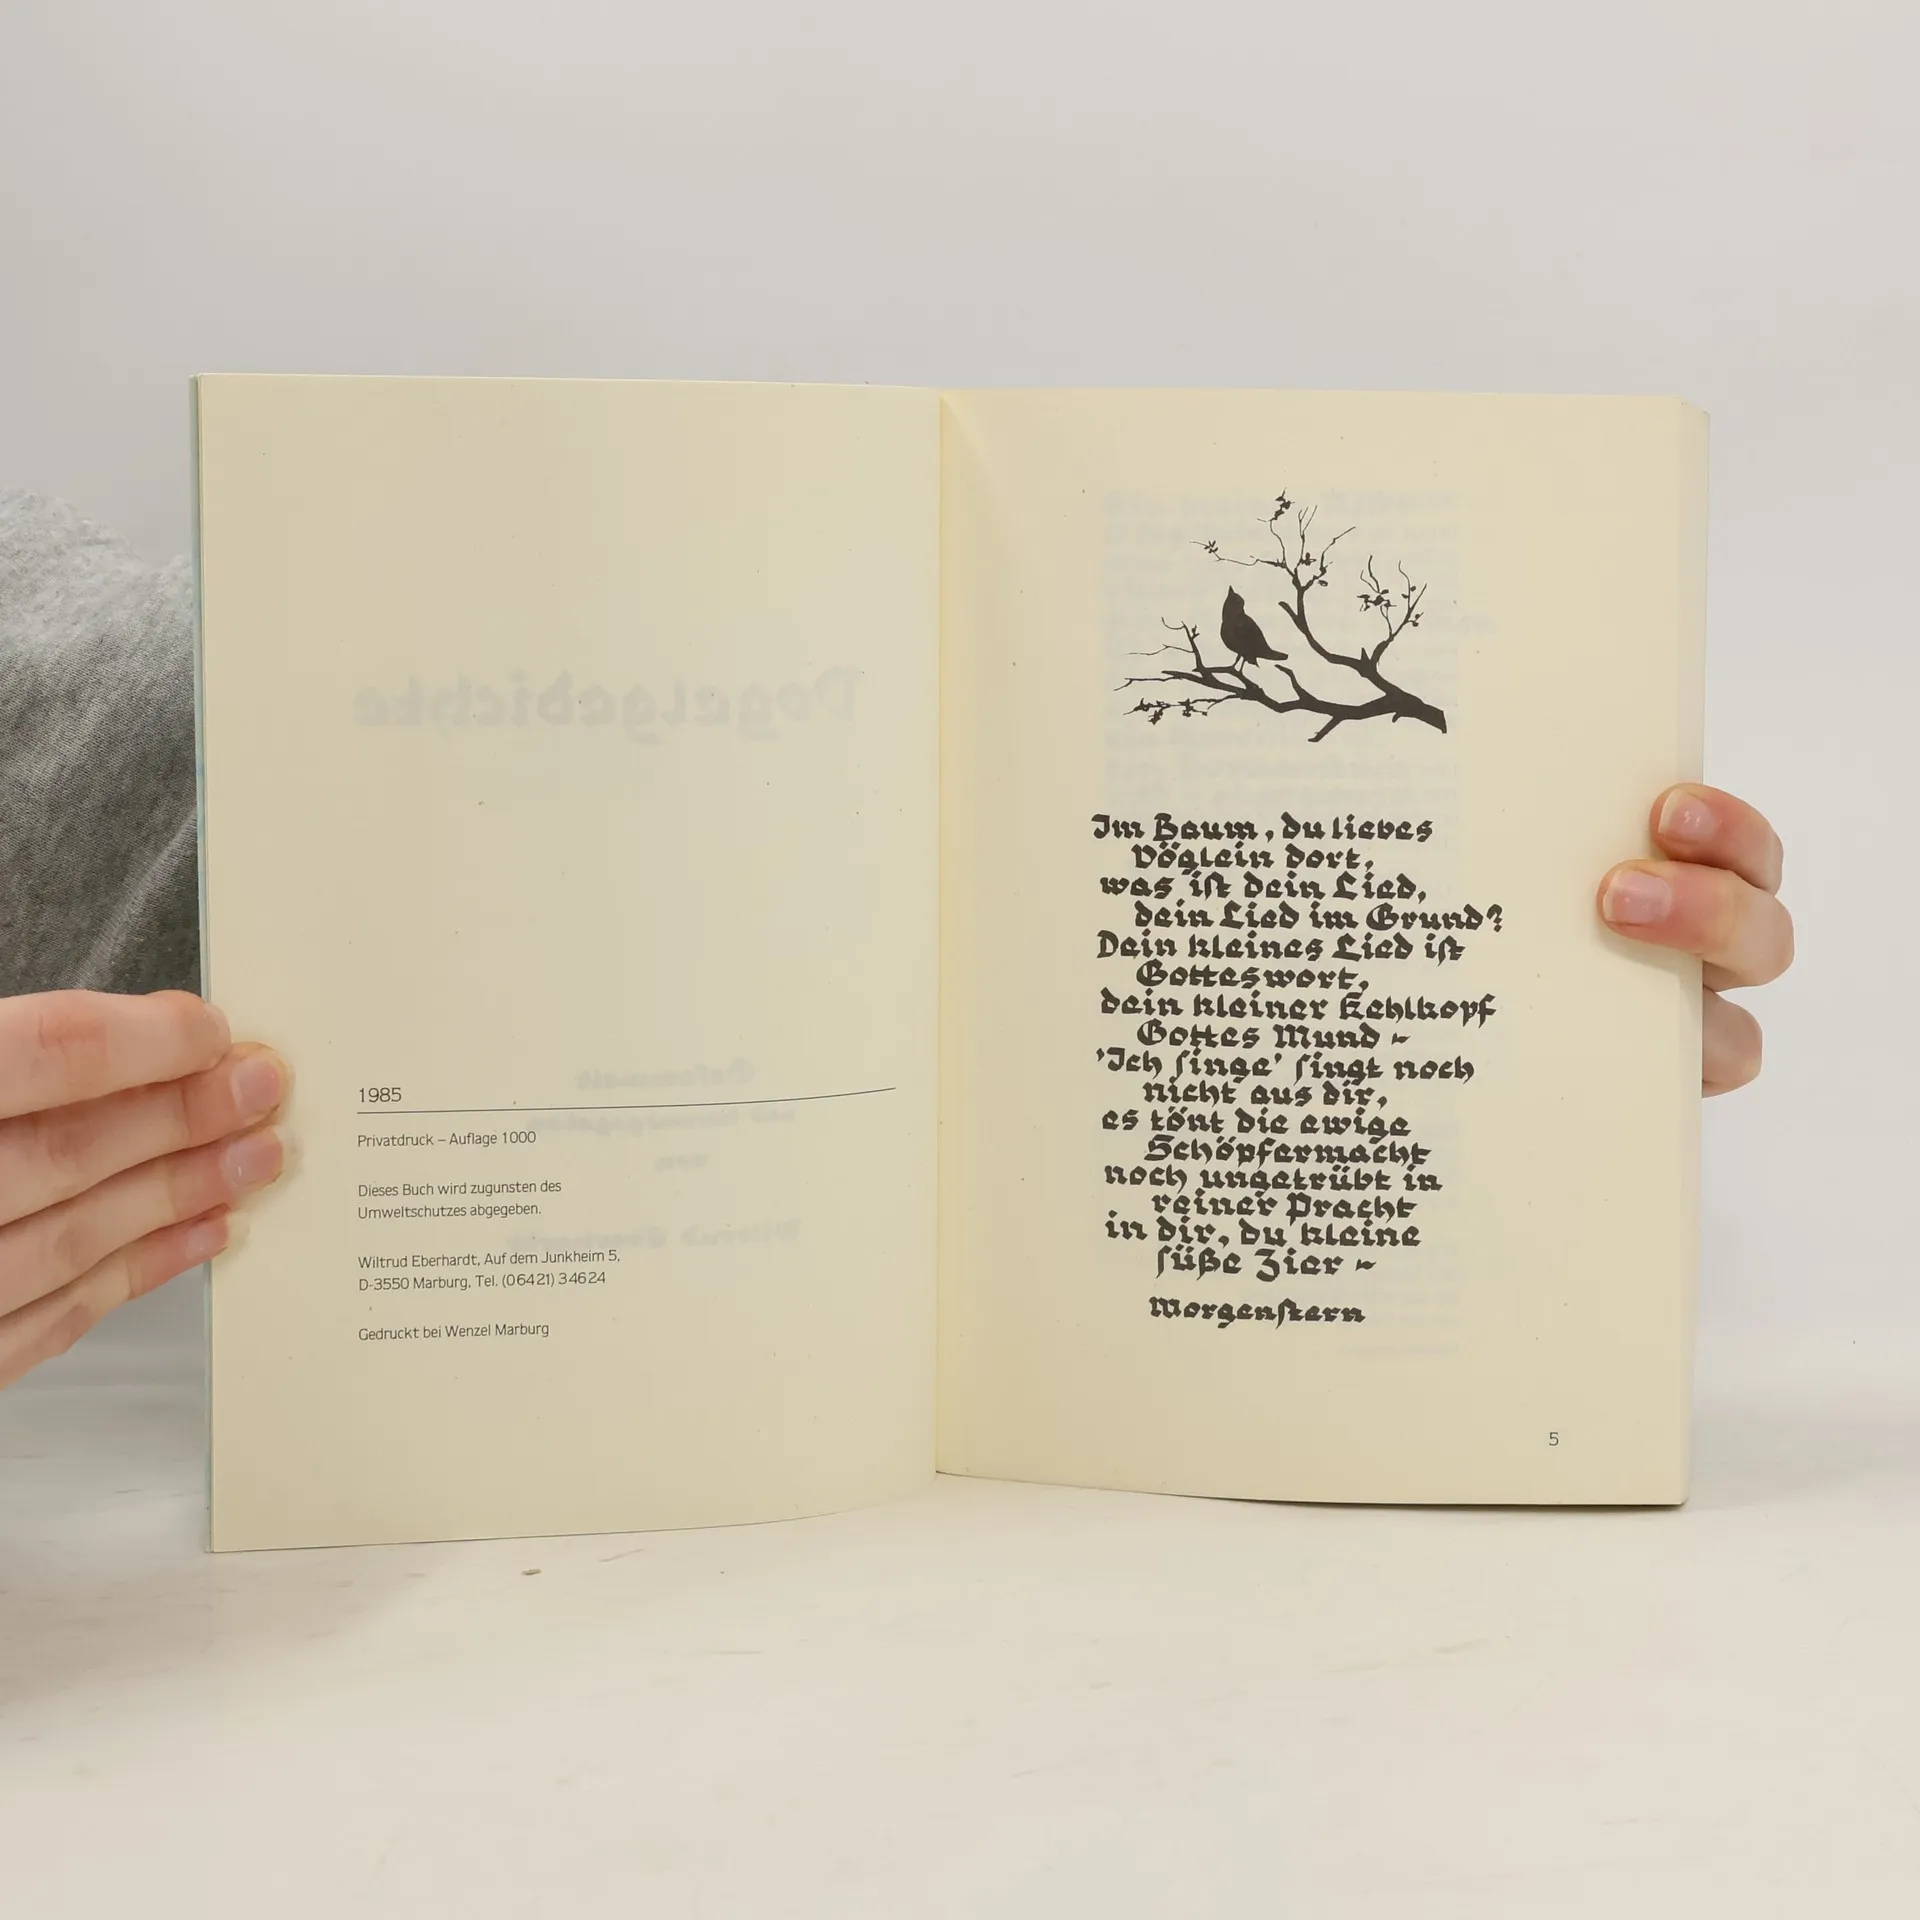 1985
Privatdruck – Auflage 1000
Dieses Buch wird zugunsten des
Umweltschutzes abgegeben.
Wiltrud Eberhardt, Auf dem Junkheim 5,
D-3550 Marburg, Tel. (06421) 34624
Gedruckt bei Wenzel Marburg
Im Baum, du liebes
Vöglein dort,
was ist dein Lied,
dein Lied im Grund?
Dein kleines Lied ist
Gotteswort,
dein kleiner Kehlkopf
Gottes Mund –
'Ich singe' singt noch
nicht aus dir,
es tönt die ewige
Schöpfermacht
noch ungetrübt in
reiner Pracht
in dir, du kleine
süße Zier –
Morgenstern
5